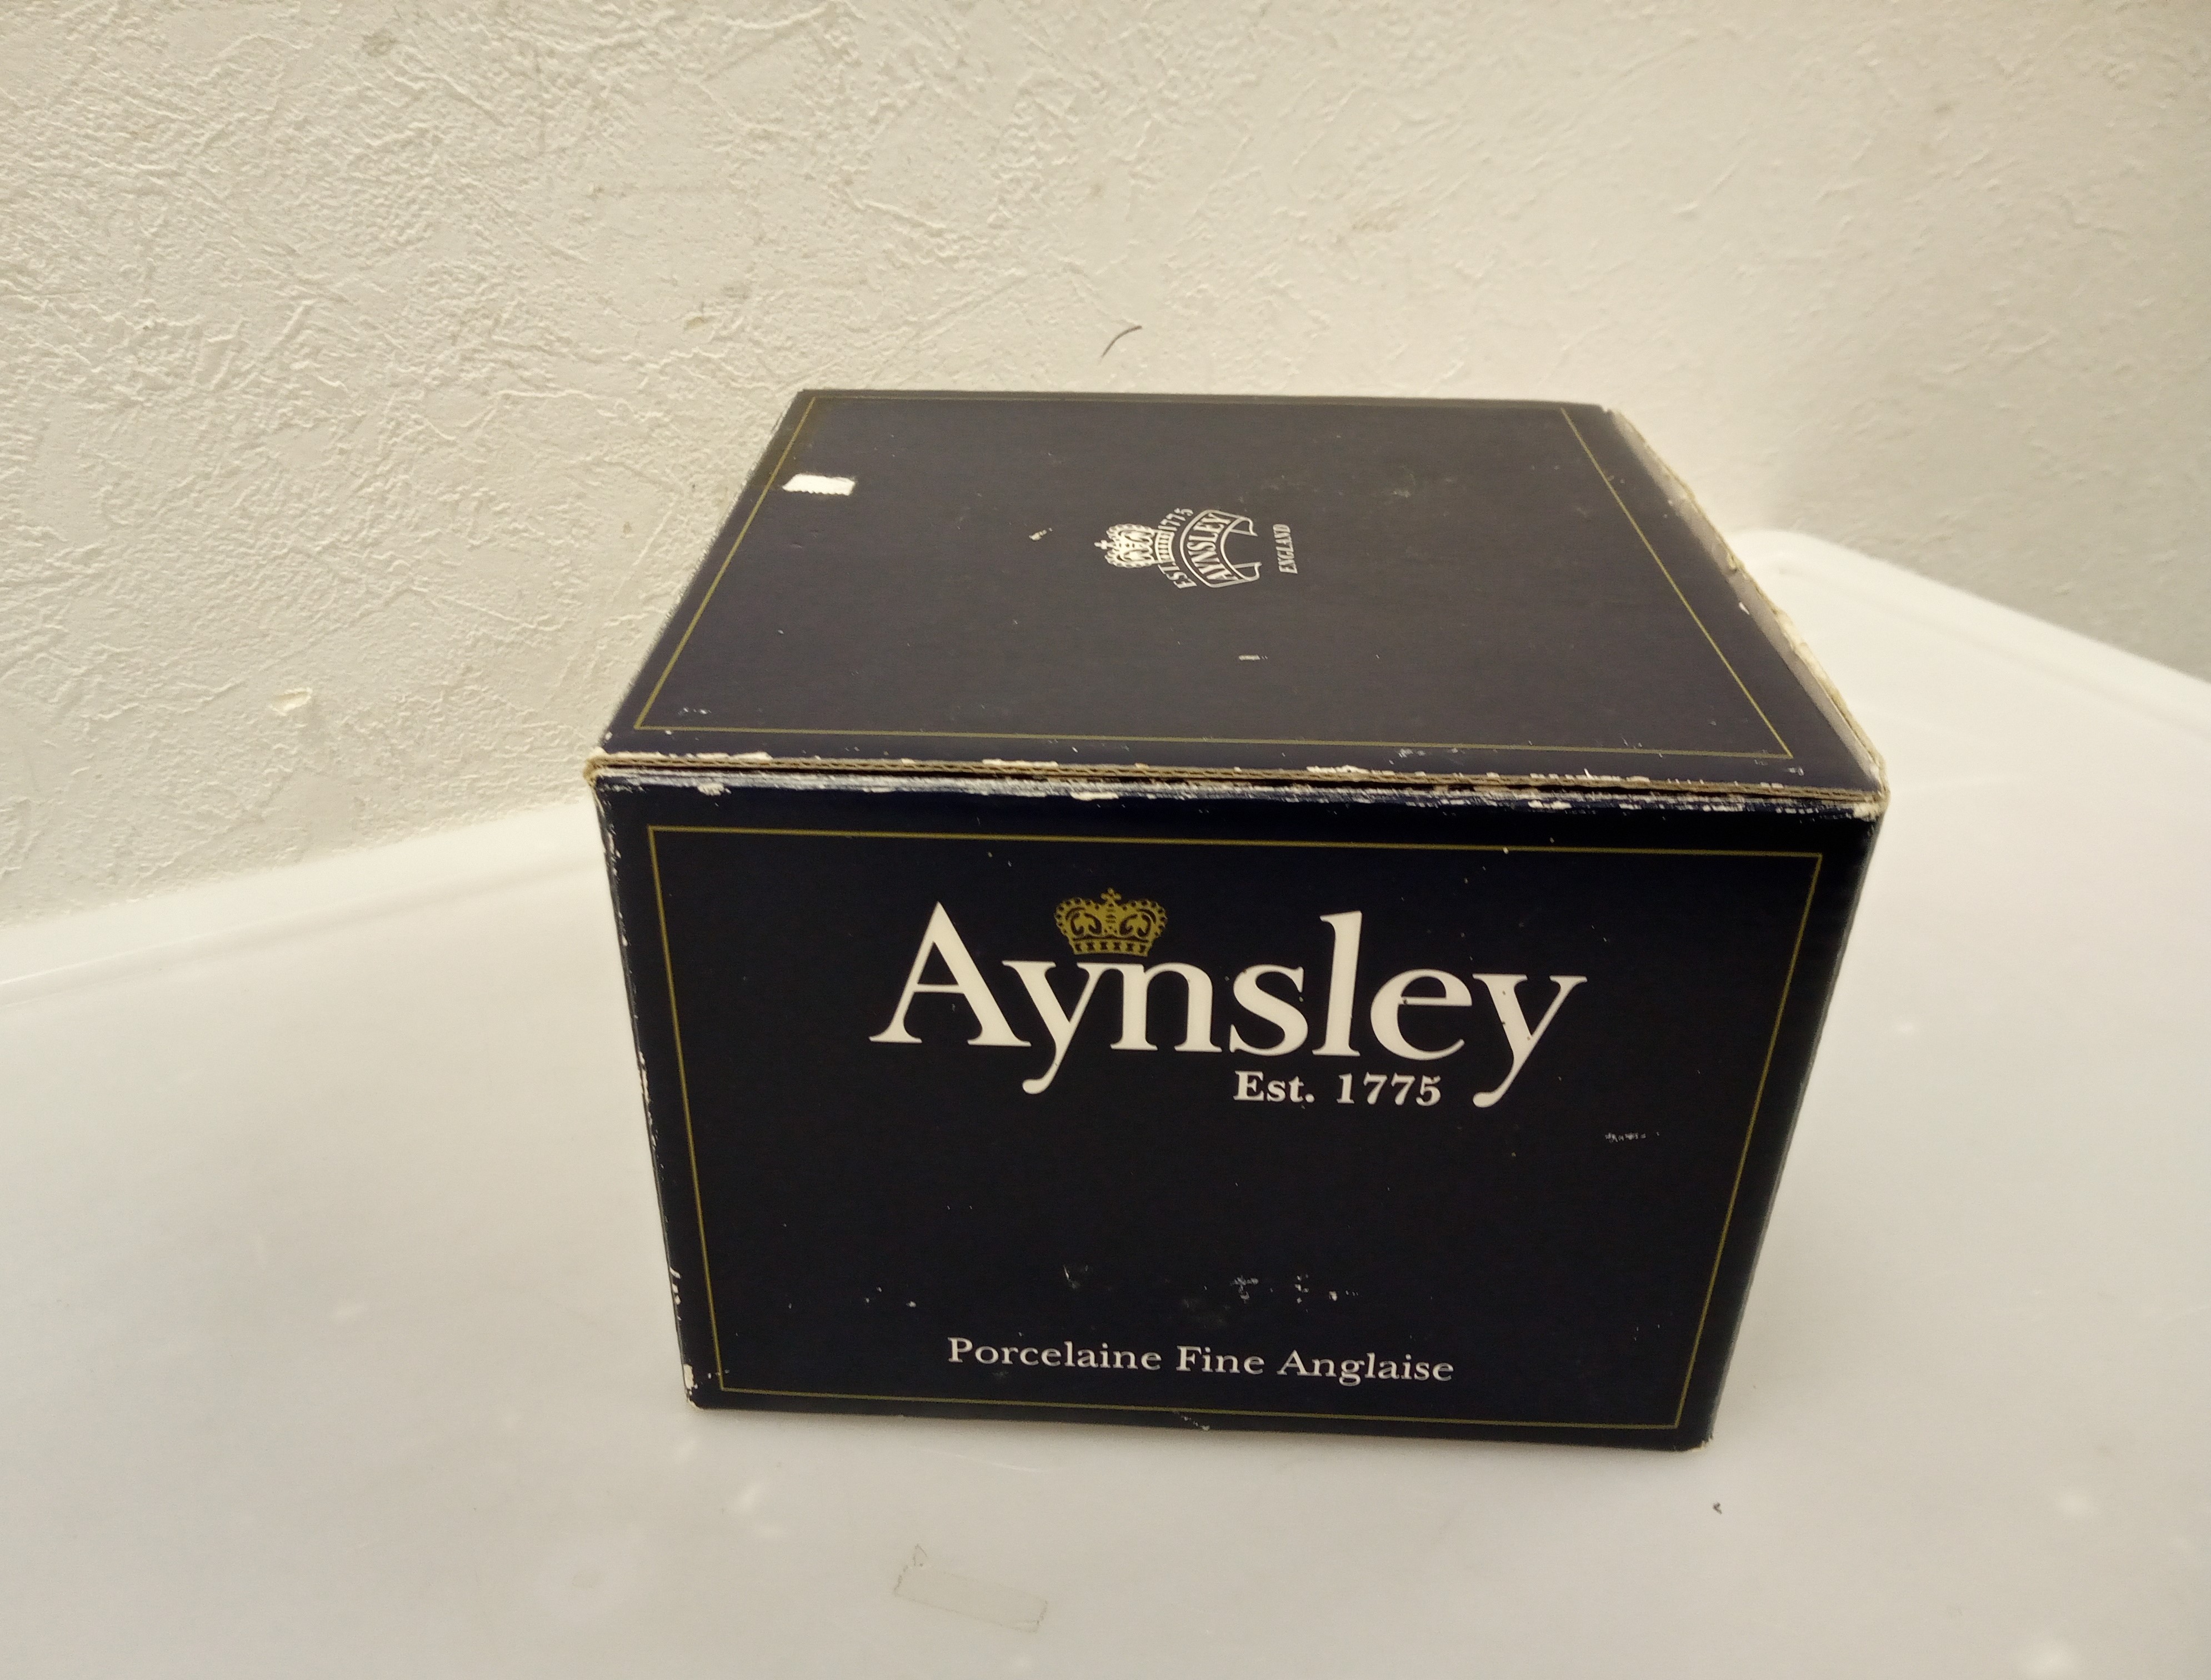 EST. 1775
AYNSLEY
ENGLAND
Aynsley
Est. 1775
Porcelaine Fine Anglaise